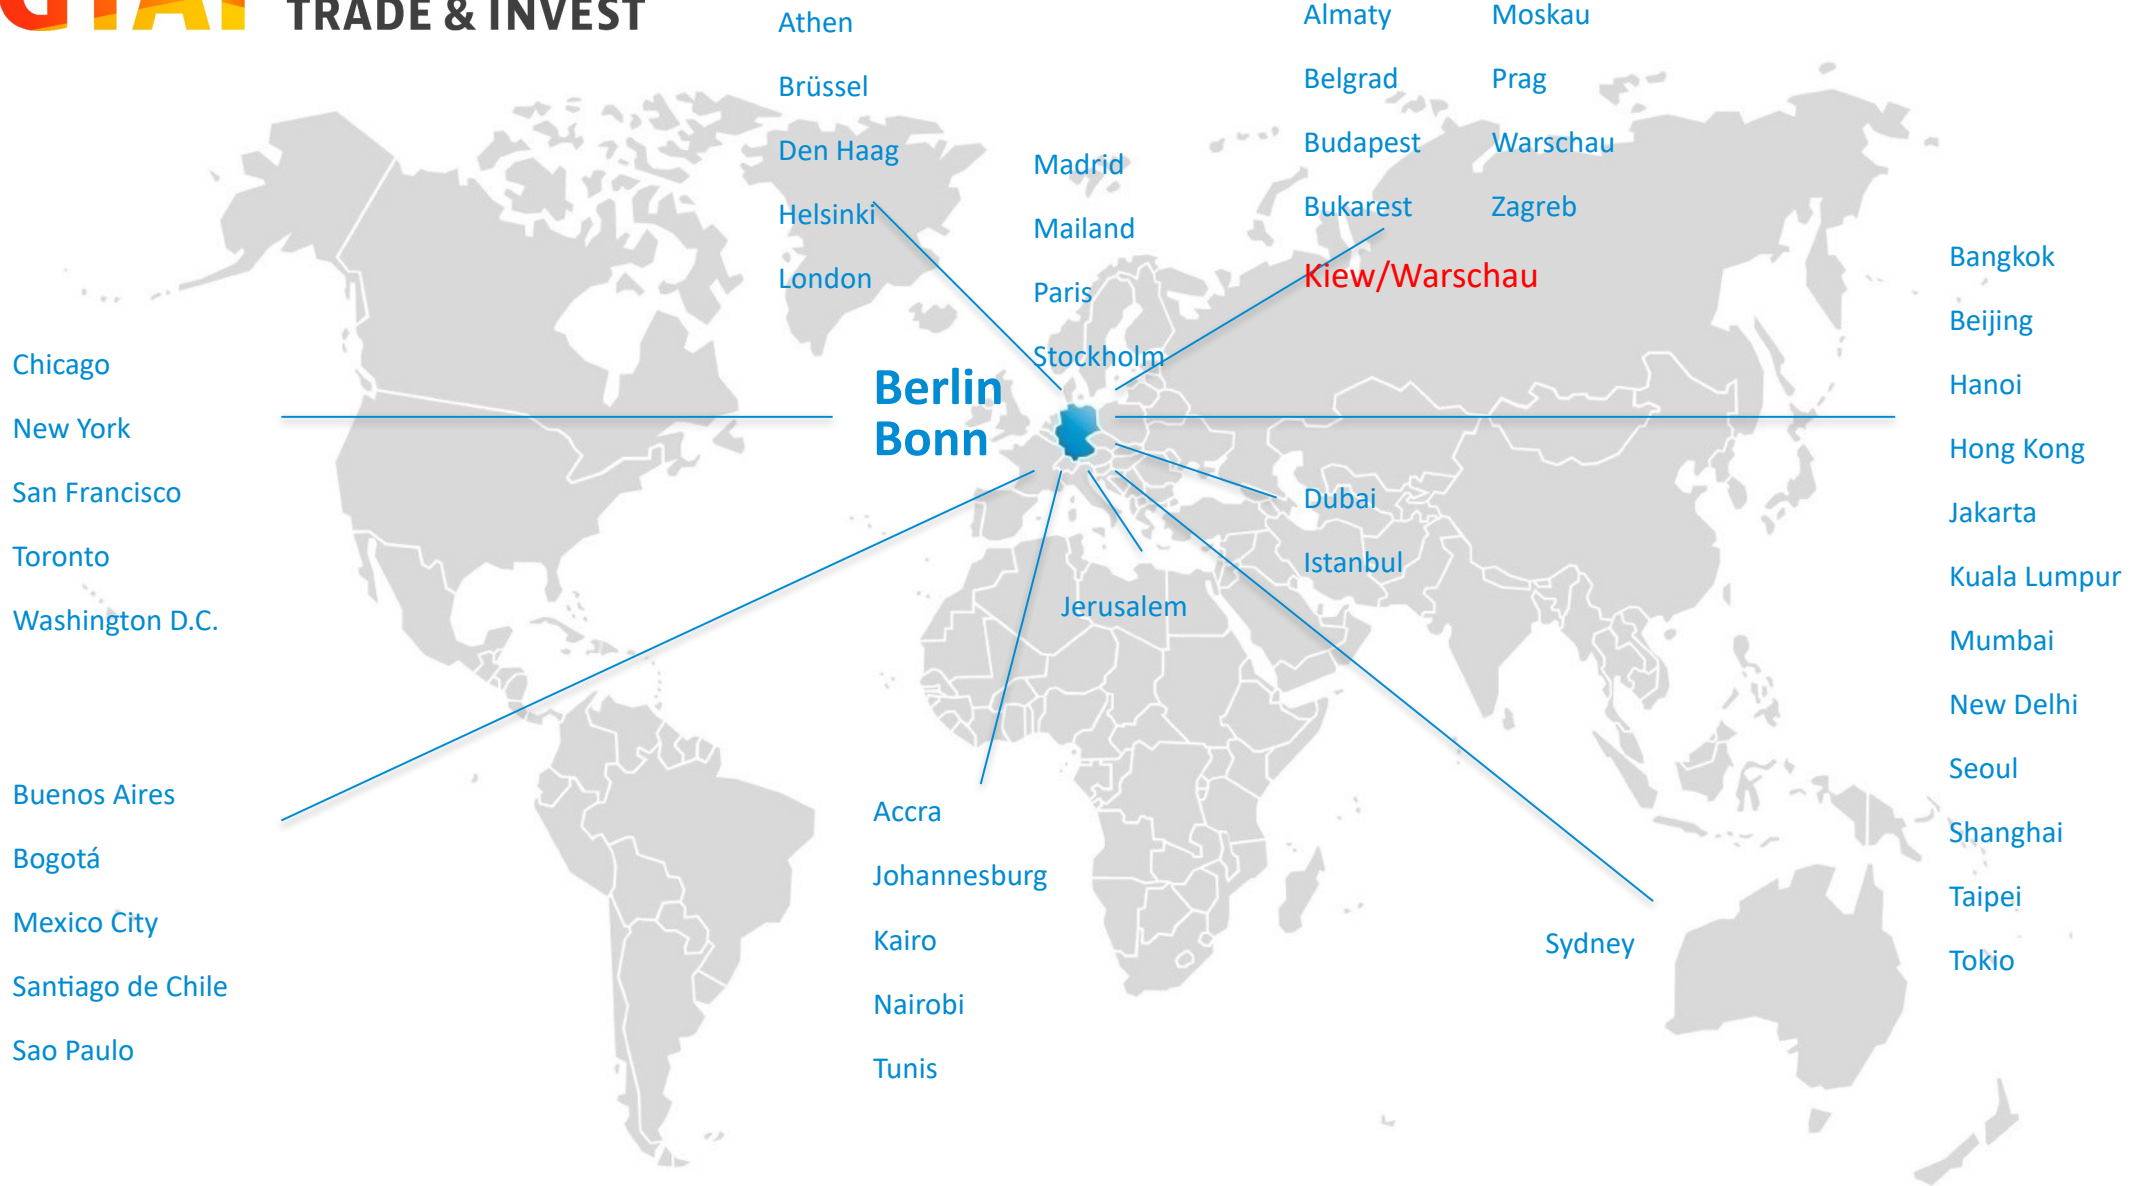 GTAI TRADE & INVEST
Athen
Brüssel
Den Haag
Helsinki
London
Madrid
Mailand
Paris
Stockholm
Almaty
Belgrad
Budapest
Bukarest
Kiew/Warschau
Moskau
Prag
Warschau
Zagreb
Chicago
New York
San Francisco
Toronto
Washington D.C.
Berlin
Bonn
Dubai
Istanbul
Jerusalem
Bangkok
Beijing
Hanoi
Hong Kong
Jakarta
Kuala Lumpur
Mumbai
New Delhi
Seoul
Shanghai
Taipei
Tokio
Buenos Aires
Bogotá
Mexico City
Santiago de Chile
Sao Paulo
Accra
Johannesburg
Kairo
Nairobi
Tunis
Sydney